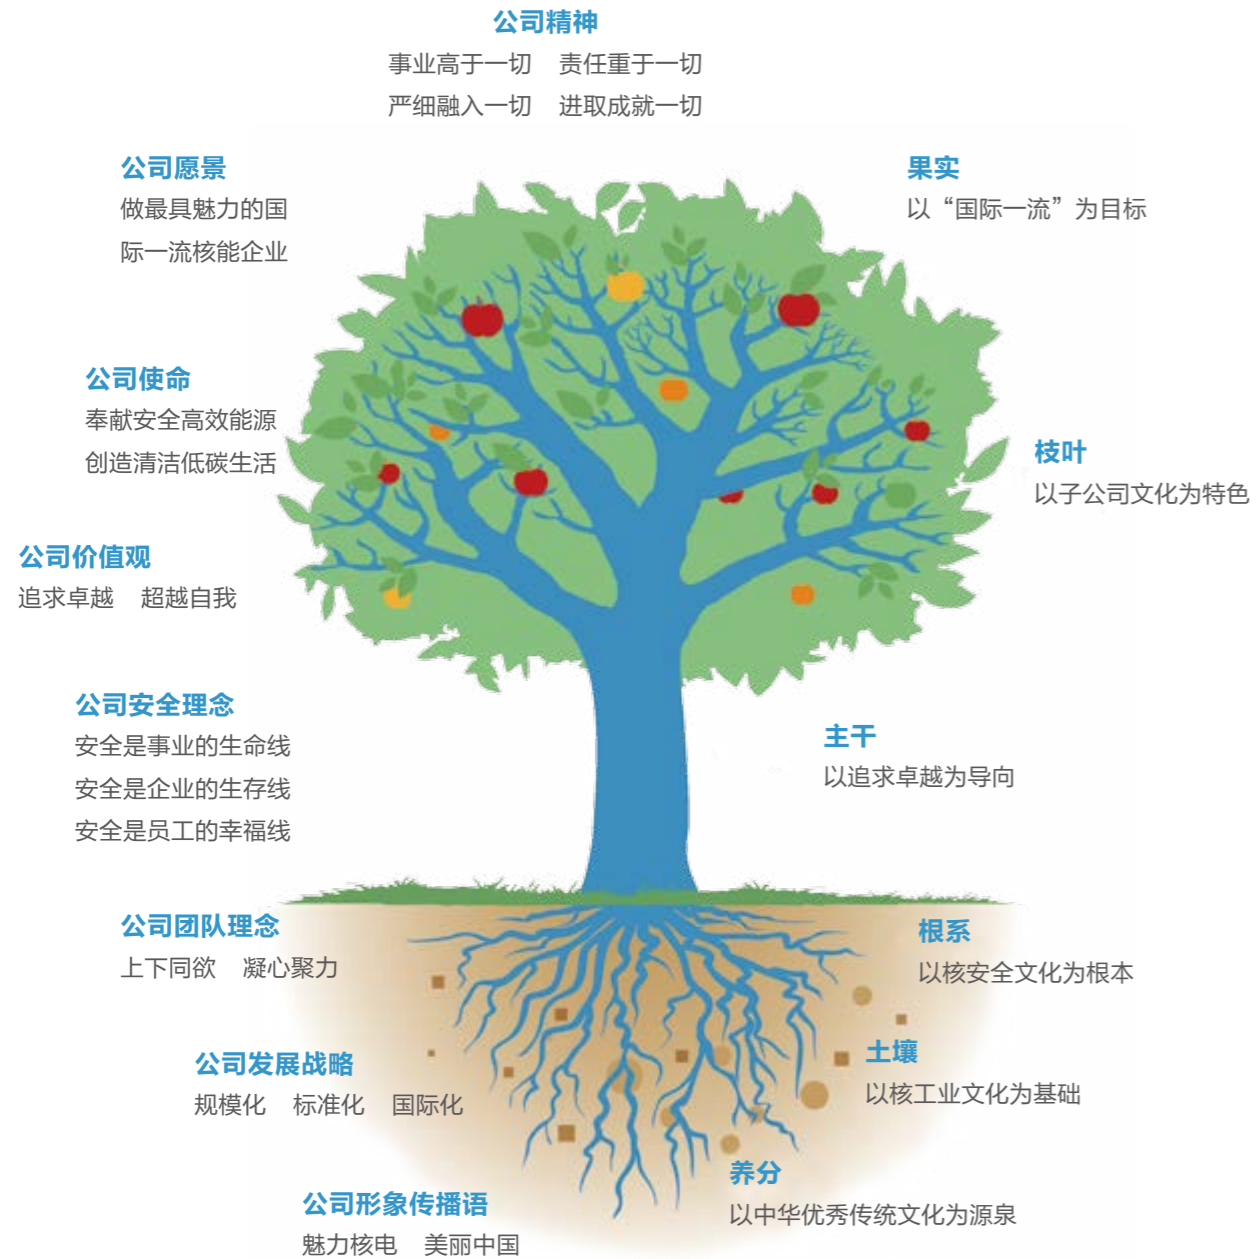 公司精神
事业高于一切 责任重于一切
严细融入一切 进取成就一切
公司愿景
做最具魅力的国
际一流核能企业
果实
以“国际一流”为目标
公司使命
奉献安全高效能源
创造清洁低碳生活
枝叶
以子公司文化为特色
公司价值观
追求卓越 超越自我
公司安全理念
安全是事业的生命线
安全是企业的生存线
安全是员工的幸福线
主干
以追求卓越为导向
公司团队理念
上下同欲 凝心聚力
根系
以核安全文化为根本
公司发展战略
规模化 标准化 国际化
土壤
以核工业文化为基础
养分
以中华优秀传统文化为源泉
公司形象传播语
魅力核电 美丽中国